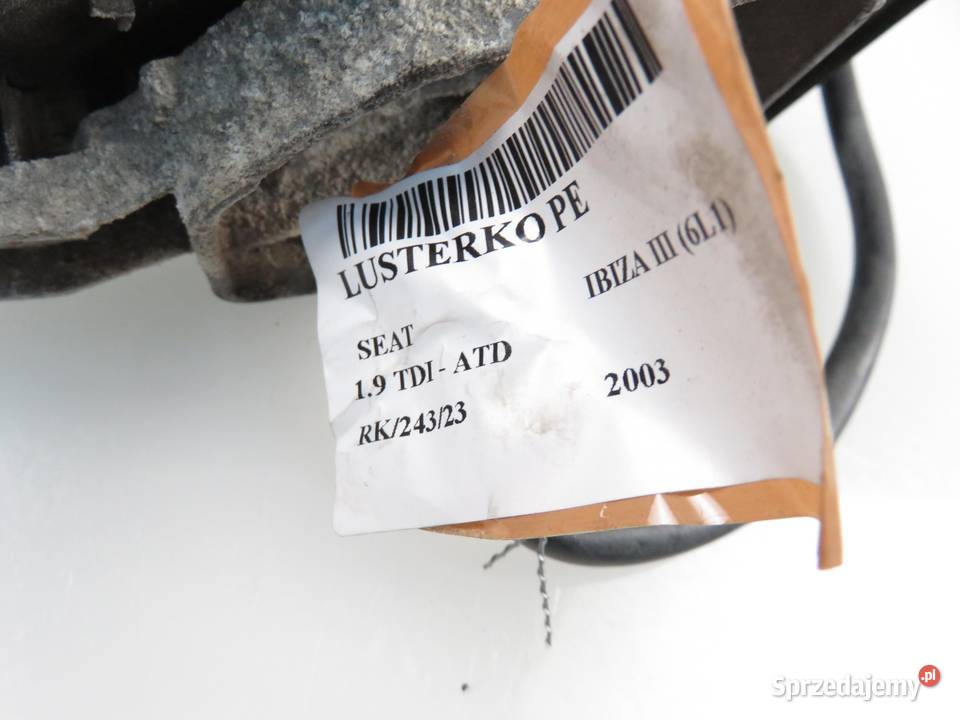 LUSTERKO PE
SEAT
IBIZA III (6L1)
1.9 TDI - ATD
RK/243/23
2003
Sprzedajemy.pl